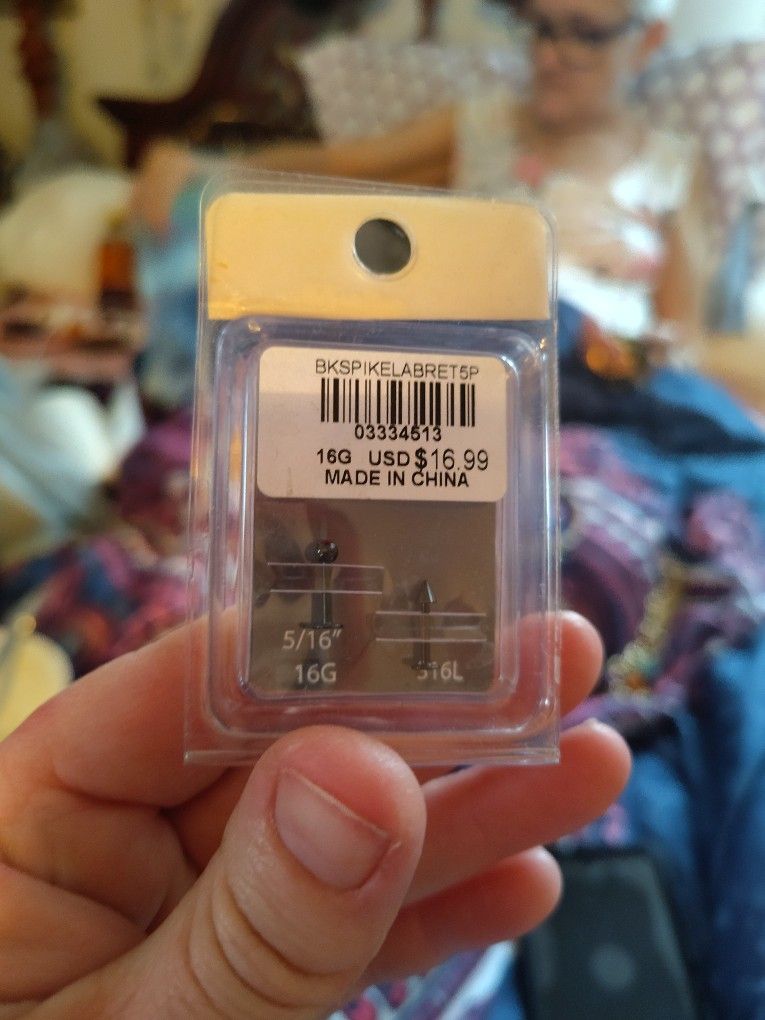 BKSPIKELABRET5P
03334513
16G USD $16.99
MADE IN CHINA
5/16"
16G
316L